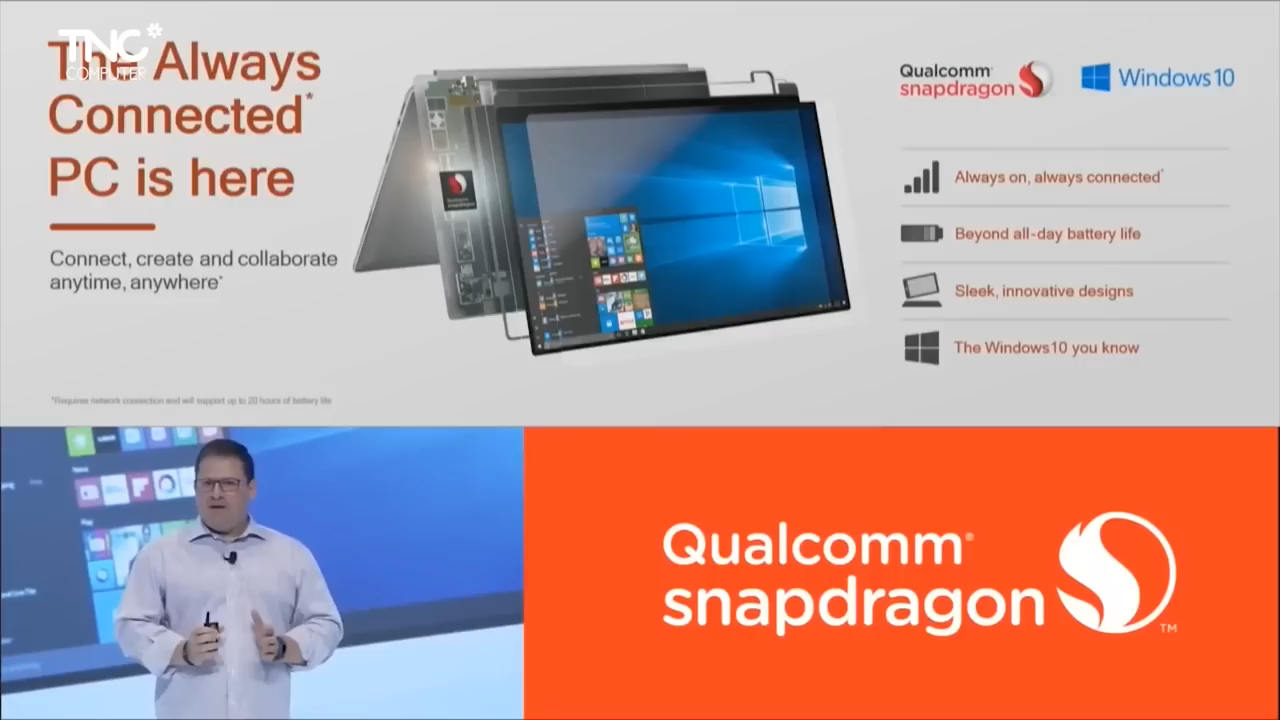 TNC
COMPUTER
The Always
Connected*
PC is here
Connect, create and collaborate
anytime, anywhere*
*Requires network connection and will support up to 20 hours of battery life
Qualcomm
snapdragon
Windows 10
Always on, always connected*
Beyond all-day battery life
Sleek, innovative designs
The Windows10 you know
Qualcomm®
snapdragon
TM